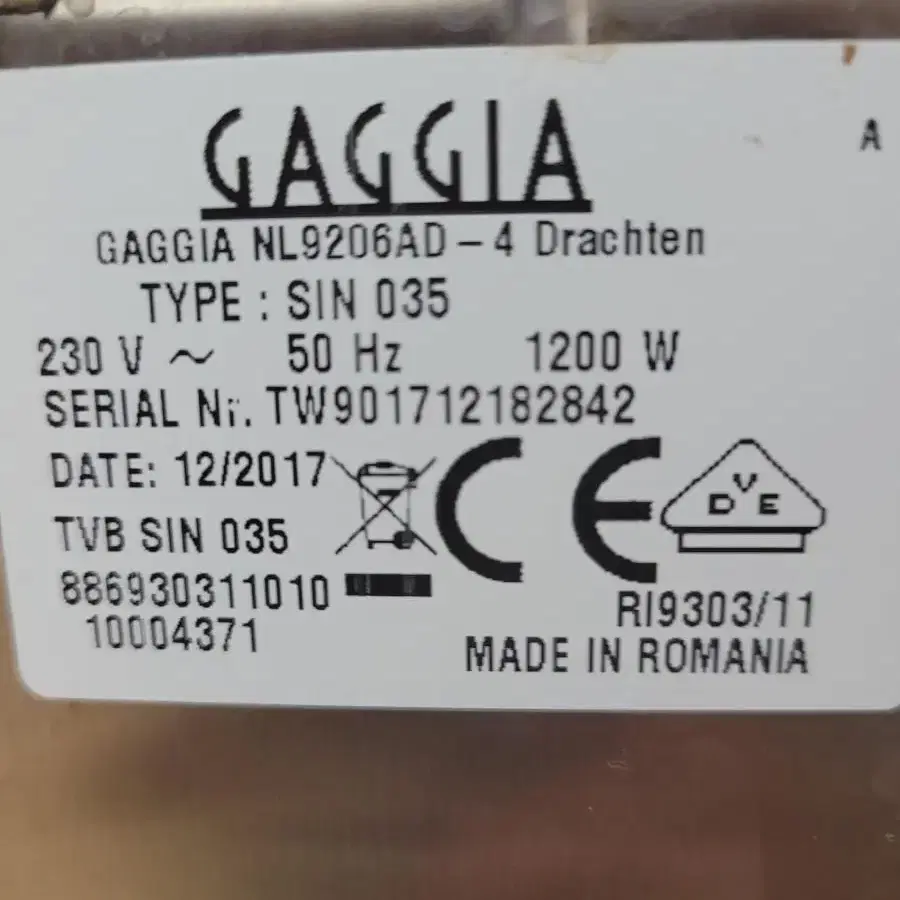 GAGGIA
A
GAGGIA NL9206AD – 4 Drachten
TYPE : SIN 035
230 V ~ 50 Hz 1200 W
SERIAL Nr. TW901712182842
DATE: 12/2017
CE
DVE
TVB SIN 035
886930311010
RI9303/11
10004371
MADE IN ROMANIA